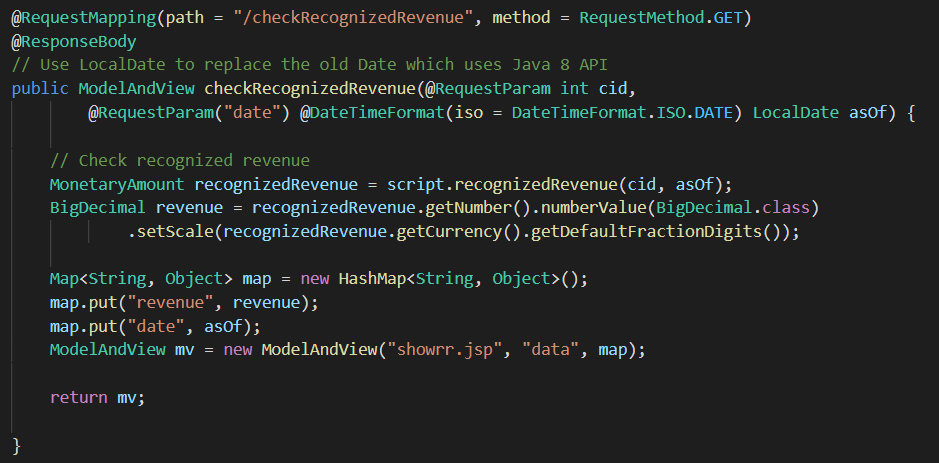 @RequestMapping(path = "/checkRecognizedRevenue", method = RequestMethod.GET)
@ResponseBody
// Use LocalDate to replace the old Date which uses Java 8 API
public ModelAndView checkRecognizedRevenue(@RequestParam int cid,
@RequestParam("date") @DateTimeFormat(iso = DateTimeFormat.ISO.DATE) LocalDate asOf) {
// Check recognized revenue
MonetaryAmount recognizedRevenue = script.recognizedRevenue(cid, asOf);
BigDecimal revenue = recognizedRevenue.getNumber().numberValue(BigDecimal.class)
.setScale(recognizedRevenue.getCurrency().getDefaultFractionDigits());
Map<String, Object> map = new HashMap<String, Object>();
map.put("revenue", revenue);
map.put("date", asOf);
ModelAndView mv = new ModelAndView("showrr.jsp", "data", map);
return mv;
}